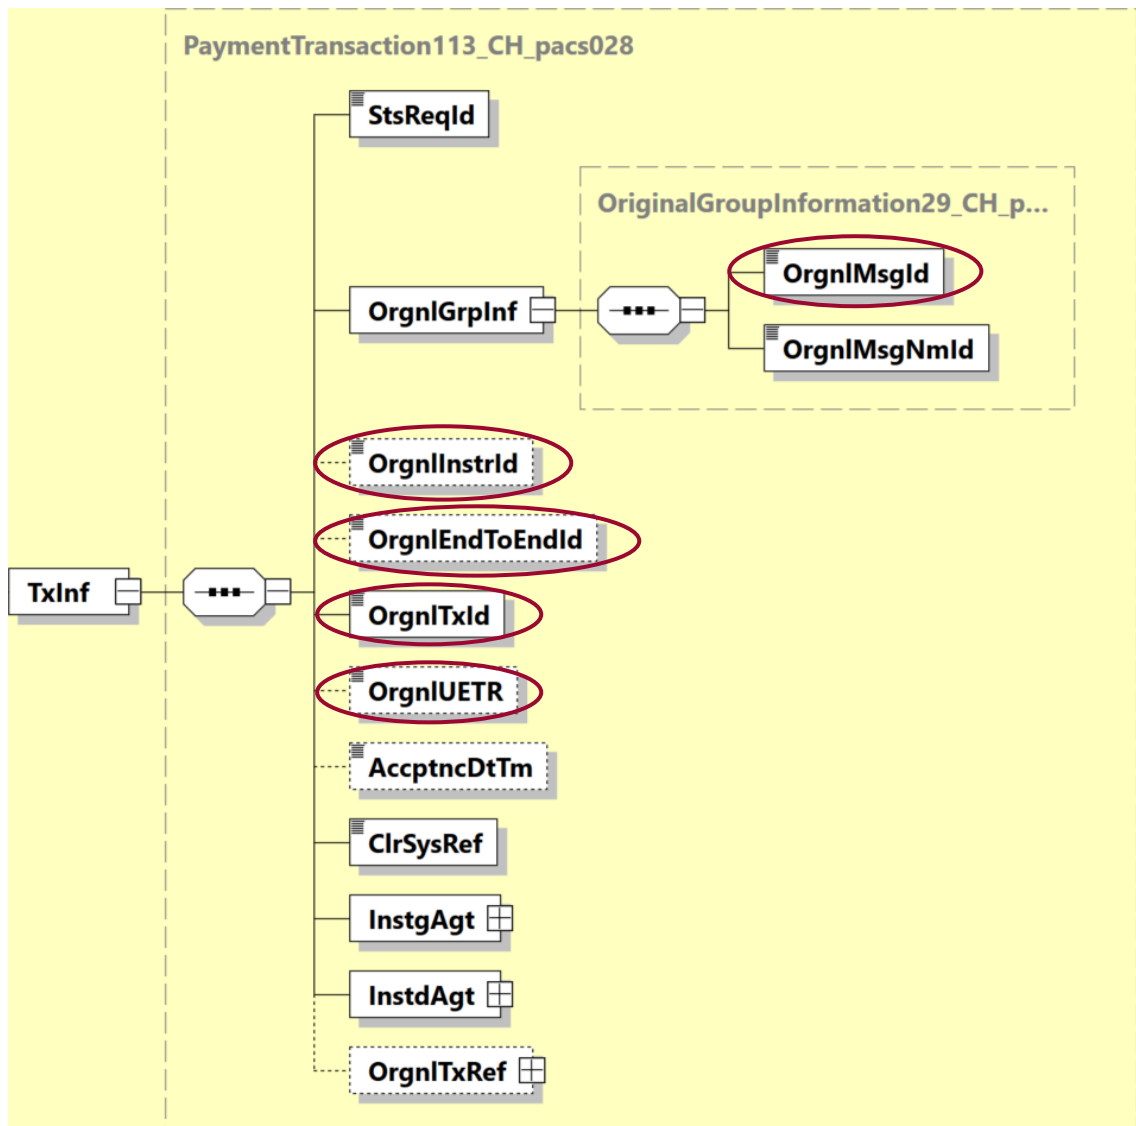 PaymentTransaction113_CH_pacs028
StsReqId
OriginalGroupInformation29_CH_p...
OrgnlMsgId
OrgnlGrpInf
OrgnlMsgNmId
OrgnlInstrId
OrgnlEndToEndId
TxInf
OrgnlTxId
OrgnlUETR
AccptncDtTm
ClrSysRef
InstgAgt
InstdAgt
OrgnlTxRef